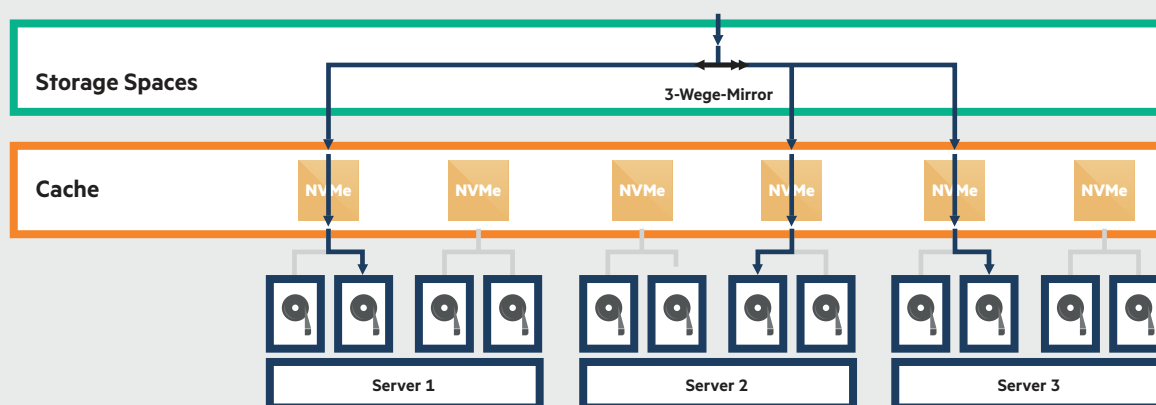 Storage Spaces
3-Wege-Mirror
Cache
NVMe
NVMe
NVMe
NVMe
NVMe
NVMe
Server 1
Server 2
Server 3